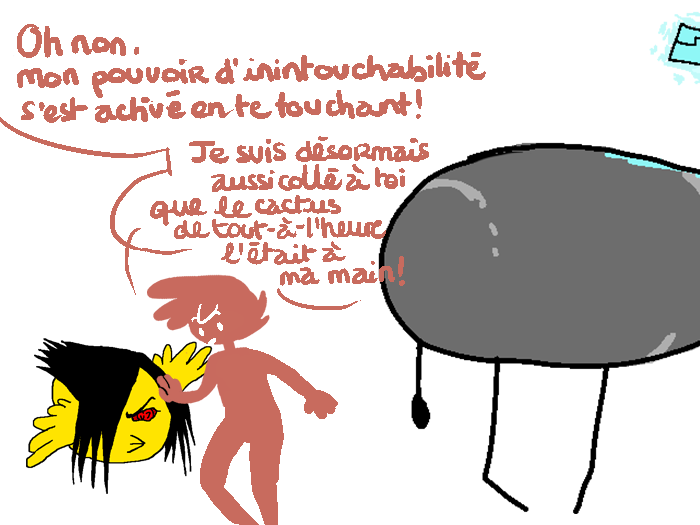 Oh non,
mon pouvoir d'inintouchabilité
s'est activé en te touchant!
Je suis désormais
aussi collé à toi
que le cactus
de tout-à-l'heure
l'était à
ma main!